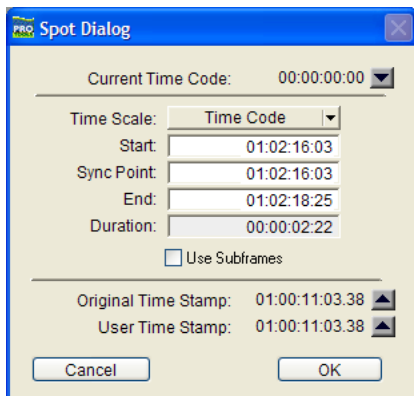 PRO Spot Dialog
Current Time Code: 00:00:00:00
Time Scale: Time Code
Start: 01:02:16:03
Sync Point: 01:02:16:03
End: 01:02:18:25
Duration: 00:00:02:22
Use Subframes
Original Time Stamp: 01:00:11:03.38
User Time Stamp: 01:00:11:03.38
Cancel OK